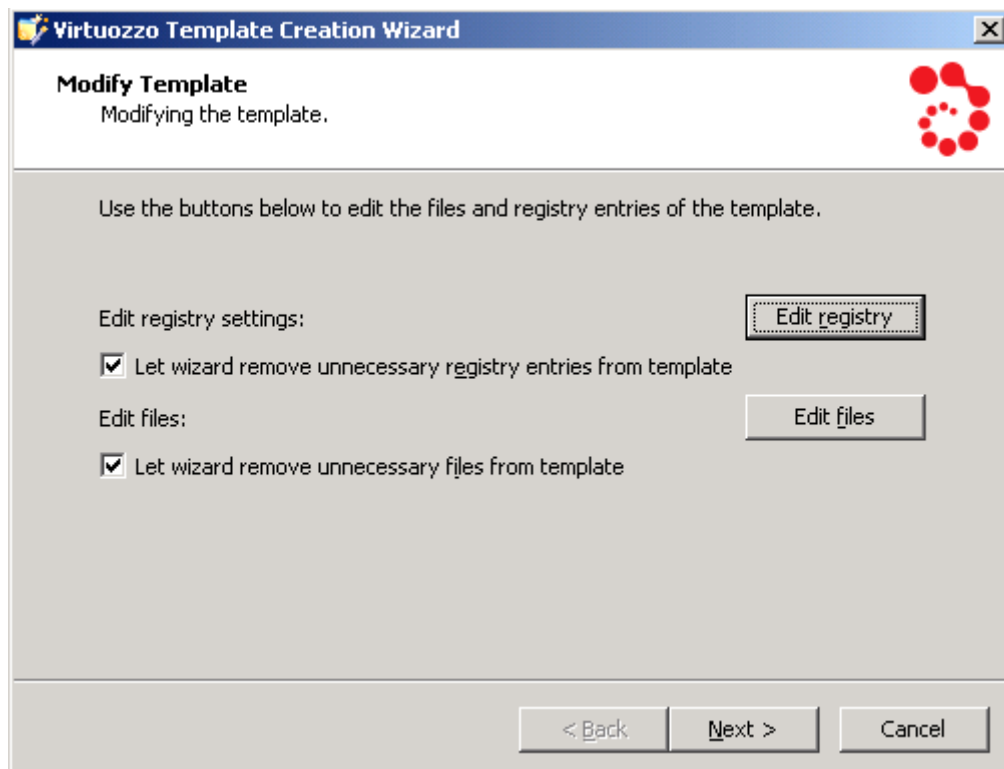 Virtuozzo Template Creation Wizard
Modify Template
Modifying the template.
Use the buttons below to edit the files and registry entries of the template.
Edit registry settings:
Edit registry
Let wizard remove unnecessary registry entries from template
Edit files:
Edit files
Let wizard remove unnecessary files from template
< Back
Next >
Cancel